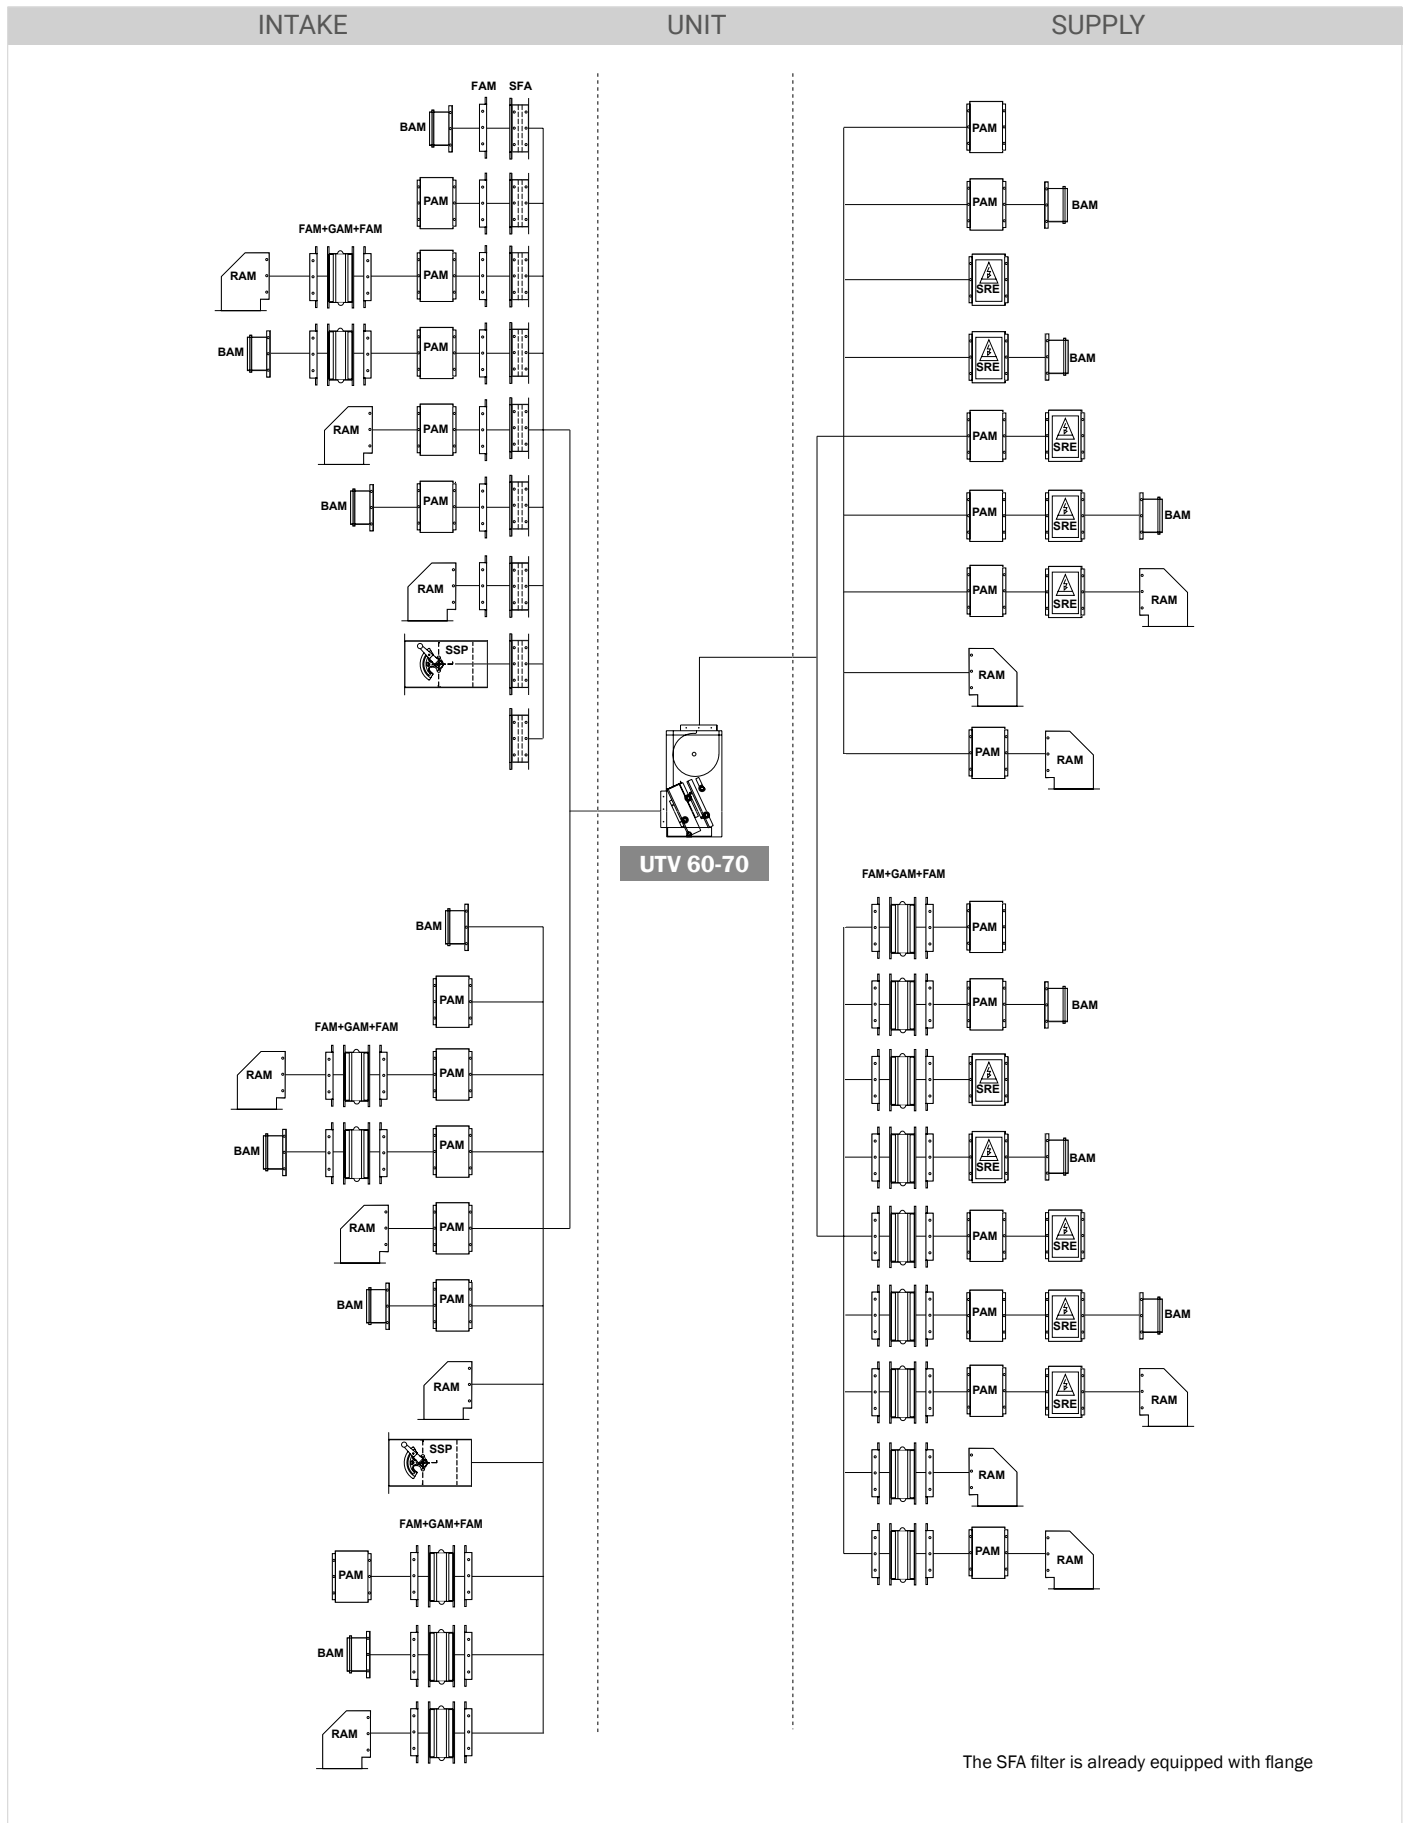 INTAKE UNIT SUPPLY
FAM SFA
BAM
PAM
FAM+GAM+FAM
RAM PAM
BAM PAM
RAM PAM
BAM PAM
RAM
SSP
PAM
PAM BAM
SRE
SRE BAM
PAM SRE
PAM SRE BAM
PAM SRE RAM
RAM
PAM RAM
UTV 60-70
BAM
PAM
FAM+GAM+FAM
RAM PAM
BAM PAM
RAM PAM
BAM PAM
RAM
SSP
FAM+GAM+FAM
PAM
BAM
RAM
FAM+GAM+FAM
PAM
PAM BAM
SRE
SRE BAM
PAM SRE
PAM SRE BAM
PAM SRE RAM
RAM
PAM RAM
The SFA filter is already equipped with flange